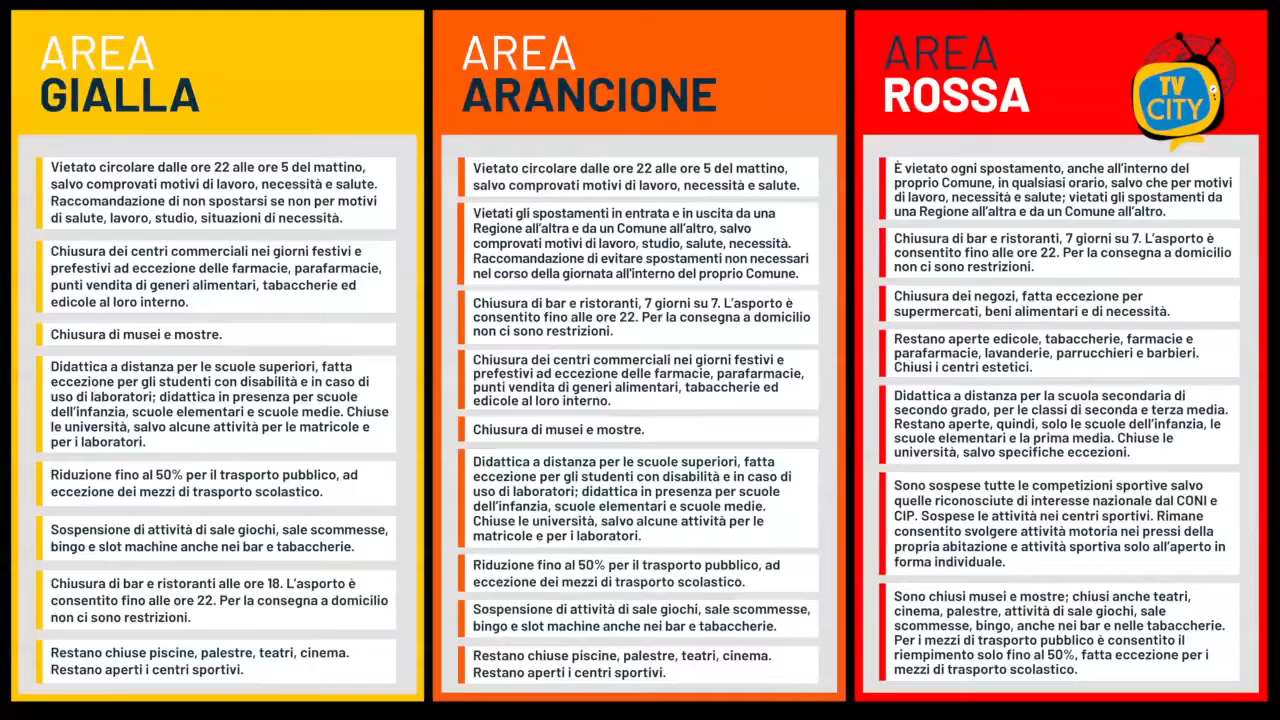 AREA
GIALLA
Vietato circolare dalle ore 22 alle ore 5 del mattino,
salvo comprovati motivi di lavoro, necessità e salute.
Raccomandazione di non spostarsi se non per motivi
di salute, lavoro, studio, situazioni di necessità.
Chiusura dei centri commerciali nei giorni festivi e
prefestivi ad eccezione delle farmacie, parafarmacie,
punti vendita di generi alimentari, tabaccherie ed
edicole al loro interno.
Chiusura di musei e mostre.
Didattica a distanza per le scuole superiori, fatta
eccezione per gli studenti con disabilità e in caso di
uso di laboratori; didattica in presenza per scuole
dell'infanzia, scuole elementari e scuole medie. Chiuse
le università, salvo alcune attività per le matricole e
per i laboratori.
Riduzione fino al 50% per il trasporto pubblico, ad
eccezione dei mezzi di trasporto scolastico.
Sospensione di attività di sale giochi, sale scommesse,
bingo e slot machine anche nei bar e tabaccherie.
Chiusura di bar e ristoranti alle ore 18. L'asporto è
consentito fino alle ore 22. Per la consegna a domicilio
non ci sono restrizioni.
Restano chiuse piscine, palestre, teatri, cinema.
Restano aperti i centri sportivi.
AREA
ARANCIONE
Vietato circolare dalle ore 22 alle ore 5 del mattino,
salvo comprovati motivi di lavoro, necessità e salute.
Vietati gli spostamenti in entrata e in uscita da una
Regione all'altra e da un Comune all'altro, salvo
comprovati motivi di lavoro, studio, salute, necessità.
Raccomandazione di evitare spostamenti non necessari
nel corso della giornata all'interno del proprio Comune.
Chiusura di bar e ristoranti, 7 giorni su 7. L'asporto è
consentito fino alle ore 22. Per la consegna a domicilio
non ci sono restrizioni.
Chiusura dei centri commerciali nei giorni festivi e
prefestivi ad eccezione delle farmacie, parafarmacie,
punti vendita di generi alimentari, tabaccherie ed
edicole al loro interno.
Chiusura di musei e mostre.
Didattica a distanza per le scuole superiori, fatta
eccezione per gli studenti con disabilità e in caso di
uso di laboratori; didattica in presenza per scuole
dell'infanzia, scuole elementari e scuole medie.
Chiuse le università, salvo alcune attività per le
matricole e per i laboratori.
Riduzione fino al 50% per il trasporto pubblico, ad
eccezione dei mezzi di trasporto scolastico.
Sospensione di attività di sale giochi, sale scommesse,
bingo e slot machine anche nei bar e tabaccherie.
Restano chiuse piscine, palestre, teatri, cinema.
Restano aperti i centri sportivi.
AREA
ROSSA
TV
CITY
È vietato ogni spostamento, anche all'interno del
proprio Comune, in qualsiasi orario, salvo che per motivi
di lavoro, necessità e salute; vietati gli spostamenti da
una Regione all'altra e da un Comune all'altro.
Chiusura di bar e ristoranti, 7 giorni su 7. L'asporto è
consentito fino alle ore 22. Per la consegna a domicilio
non ci sono restrizioni.
Chiusura dei negozi, fatta eccezione per
supermercati, beni alimentari e di necessità.
Restano aperte edicole, tabaccherie, farmacie e
parafarmacie, lavanderie, parrucchieri e barbieri.
Chiusi i centri estetici.
Didattica a distanza per la scuola secondaria di
secondo grado, per le classi di seconda e terza media.
Restano aperte, quindi, solo le scuole dell'infanzia, le
scuole elementari e la prima media. Chiuse le
università, salvo specifiche eccezioni.
Sono sospese tutte le competizioni sportive salvo
quelle riconosciute di interesse nazionale dal CONI e
CIP. Sospese le attività nei centri sportivi. Rimane
consentito svolgere attività motoria nei pressi della
propria abitazione e attività sportiva solo all'aperto in
forma individuale.
Sono chiusi musei e mostre; chiusi anche teatri,
cinema, palestre, attività di sale giochi, sale
scommesse, bingo, anche nei bar e nelle tabaccherie.
Per i mezzi di trasporto pubblico è consentito il
riempimento solo fino al 50%, fatta eccezione per i
mezzi di trasporto scolastico.